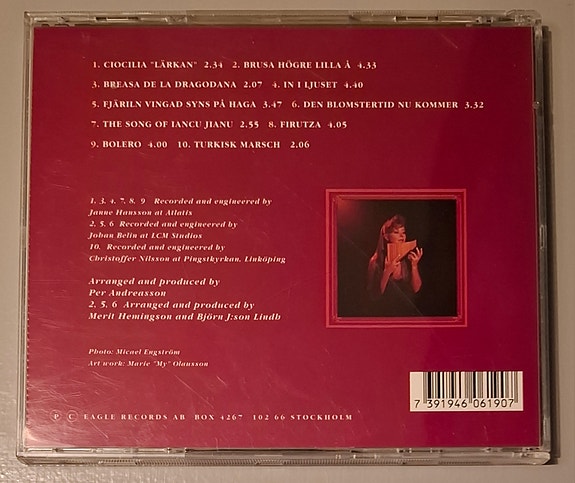 1. CIOCILIA "LÄRKAN" 2.34 2. BRUSA HÖGRE LILLA Å 4.33
3. BREASA DE LA DRAGODANA 2.07 4. IN I LJUSET 4.40
5. FJÄRILN VINGAD SYNS PÅ HAGA 3.47 6. DEN BLOMSTERTID NU KOMMER 3.32
7. THE SONG OF IANCU JIANU 2.55 8. FIRUTZA 4.05
9. BOLERO 4.00 10. TURKISK MARSCH 2.06
1. 3. 4. 7. 8. 9 Recorded and engineered by
Janne Hansson at Atlatis
2. 5. 6 Recorded and engineered by
Johan Belin at LCM Studios
10. Recorded and engineered by
Christoffer Nilsson at Pingstkyrkan, Linköping
Arranged and produced by
Per Andreasson
2. 5. 6 Arranged and produced by
Merit Hemingson and Björn J:son Lindh
Photo: Micael Engström
Art work: Marie "My" Olausson
P C EAGLE RECORDS AB BOX 4267 102 66 STOCKHOLM
7 391946 061907